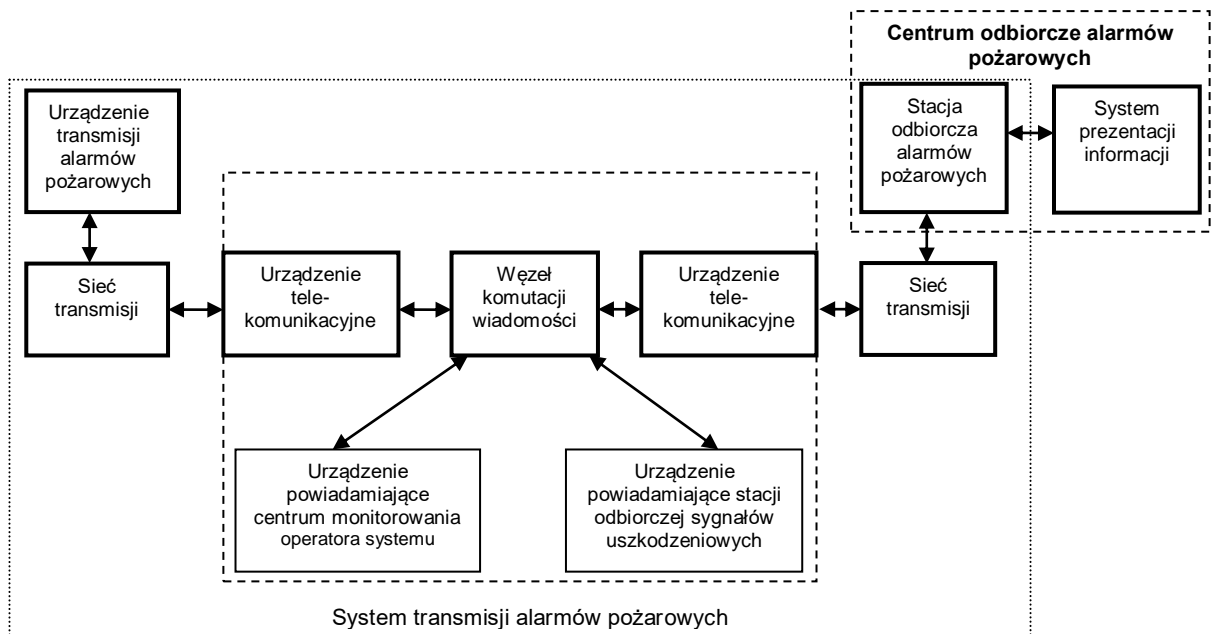 Centrum odbiorcze alarmów
pożarowych
Urządzenie
transmisji
alarmów
pożarowych
Stacja
odbiorcza
alarmów
pożarowych
System
prezentacji
informacji
Sieć
transmisji
Urządzenie
tele-
komunikacyjne
Węzeł
komutacji
wiadomości
Urządzenie
tele-
komunikacyjne
Sieć
transmisji
Urządzenie
powiadamiające
centrum monitorowania
operatora systemu
Urządzenie
powiadamiające stacji
odbiorczej sygnałów
uszkodzeniowych
System transmisji alarmów pożarowych